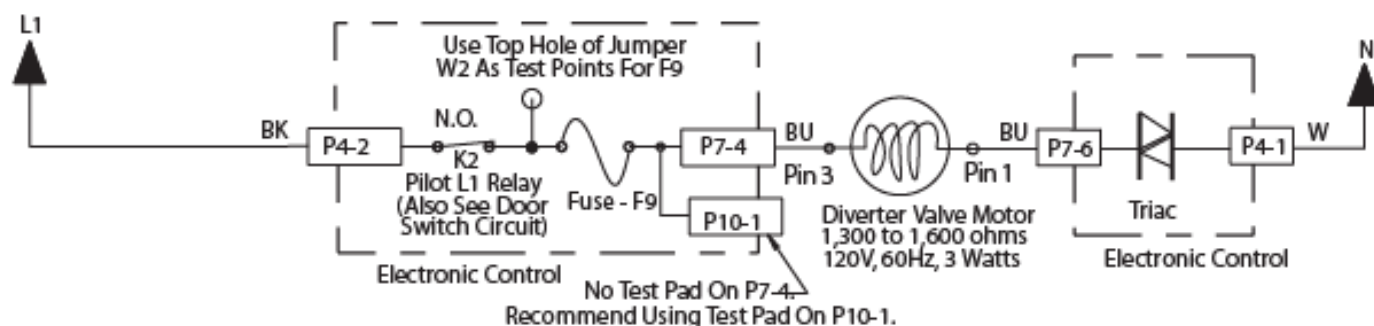 L1
Use Top Hole of Jumper
W2 As Test Points For F9
N
BK
P4-2
N.O.
K2
Pilot L1 Relay
(Also See Door
Switch Circuit)
Fuse - F9
P7-4
P10-1
BU
Pin 3
Pin 1
BU
P7-6
P4-1
W
Triac
Diverter Valve Motor
1,300 to 1,600 ohms
120V, 60Hz, 3 Watts
Electronic Control
Electronic Control
No Test Pad On P7-4.
Recommend Using Test Pad On P10-1.